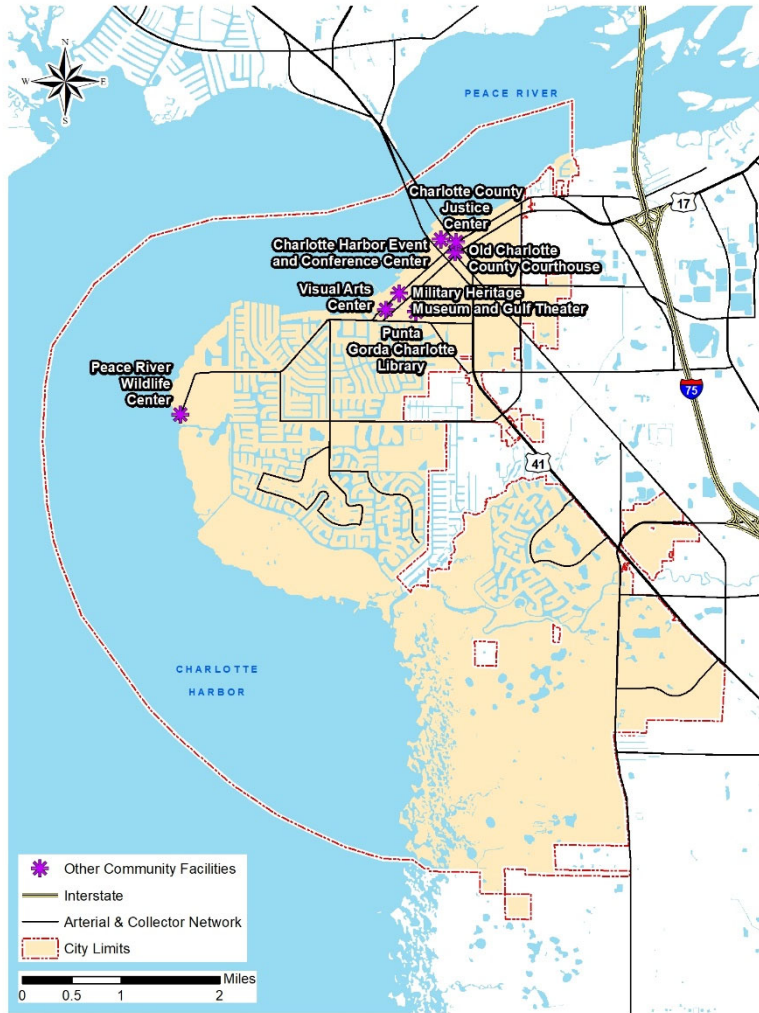 N
W E
S
PEACE RIVER
Charlotte County
Justice
Center
17
Charlotte Harbor Event
and Conference Center
Old Charlotte
County Courthouse
Visual Arts
Center
Military Heritage
Museum and Gulf Theater
Punta
Gorda Charlotte
Library
Peace River
Wildlife
Center
75
41
CHARLOTTE
HARBOR
Other Community Facilities
Interstate
Arterial & Collector Network
City Limits
Miles
0 0.5 1 2